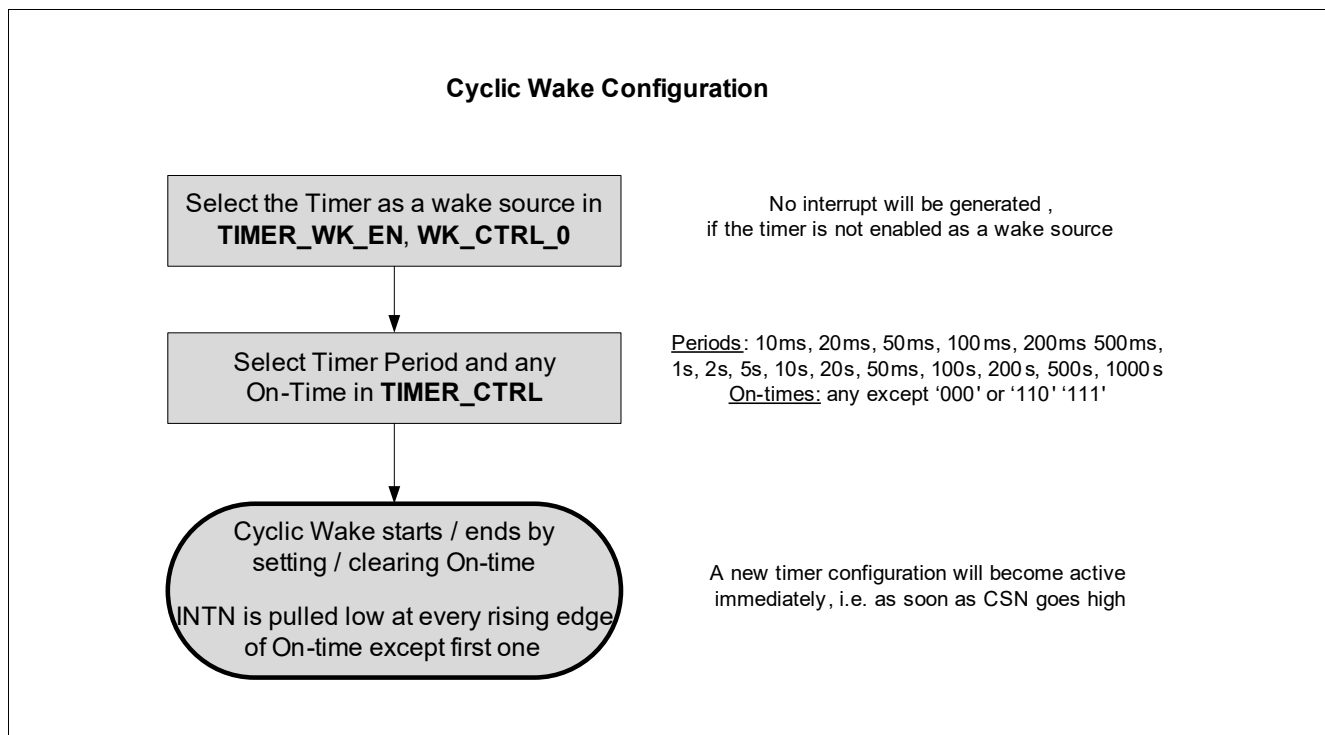 Cyclic Wake Configuration
Select the Timer as a wake source in
TIMER_WK_EN, WK_CTRL_0
No interrupt will be generated ,
if the timer is not enabled as a wake source
Select Timer Period and any
On-Time in TIMER_CTRL
Periods: 10ms, 20ms, 50ms, 100ms, 200ms 500ms,
1s, 2s, 5s, 10s, 20s, 50ms, 100s, 200s, 500s, 1000s
On-times: any except ‘000' or ‘110' ‘111'
Cyclic Wake starts / ends by
setting / clearing On-time
INTN is pulled low at every rising edge
of On-time except first one
A new timer configuration will become active
immediately, i.e. as soon as CSN goes high